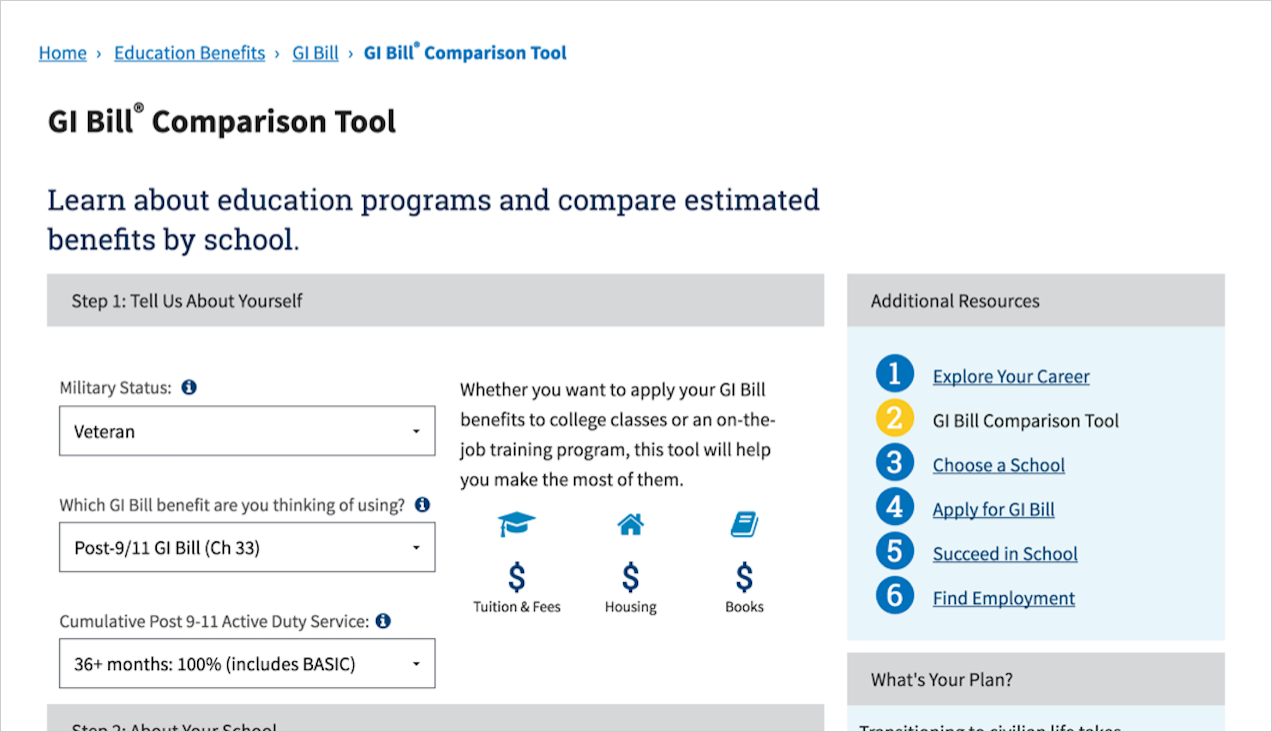 Home › Education Benefits › GI Bill › GI Bill® Comparison Tool
GI Bill® Comparison Tool
Learn about education programs and compare estimated
benefits by school.
Step 1: Tell Us About Yourself
Military Status:
Veteran
Which GI Bill benefit are you thinking of using?
Post-9/11 GI Bill (Ch 33)
Cumulative Post 9-11 Active Duty Service:
36+ months: 100% (includes BASIC)
Whether you want to apply your GI Bill
benefits to college classes or an on-the-
job training program, this tool will help
you make the most of them.
$ $ $
Tuition & Fees Housing Books
Step 2: About Your School
Additional Resources
1 Explore Your Career
2 GI Bill Comparison Tool
3 Choose a School
4 Apply for GI Bill
5 Succeed in School
6 Find Employment
What's Your Plan?
Transitioning to civilian life takes